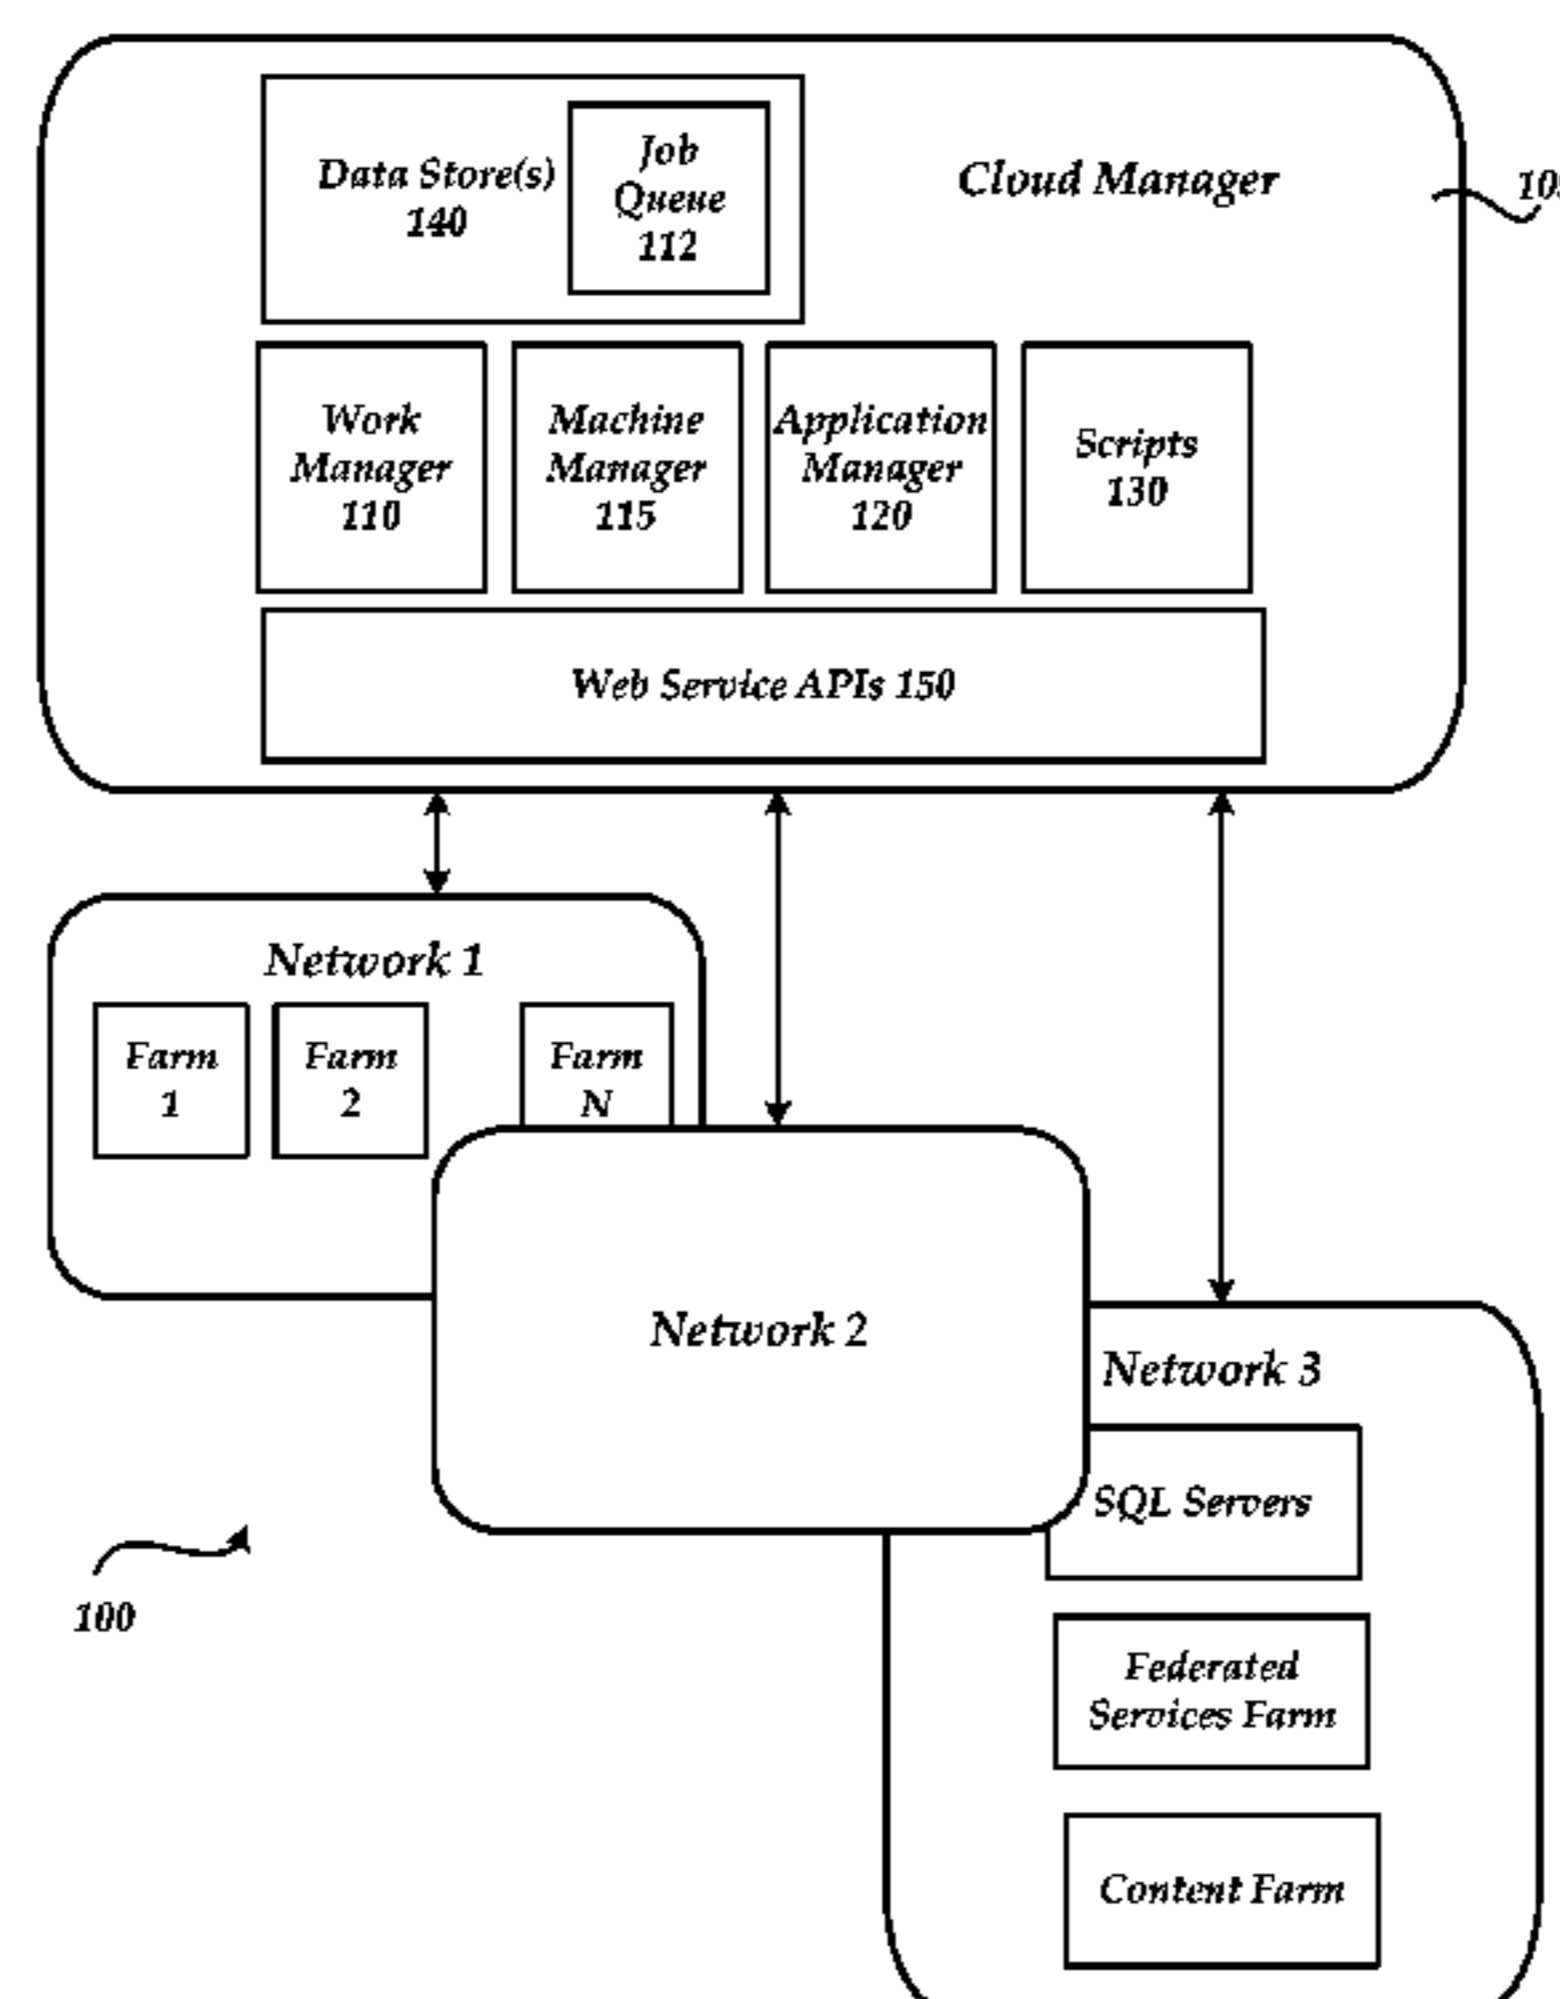 Data Store(s)
140
Job
Queue
112
Cloud Manager
Work
Manager
110
Machine
Manager
115
Application
Manager
120
Scripts
130
Web Service APIs 150
Network 1
Farm
1
Farm
2
Farm
N
Network 2
Network 3
SQL Servers
Federated
Services Farm
Content Farm
100